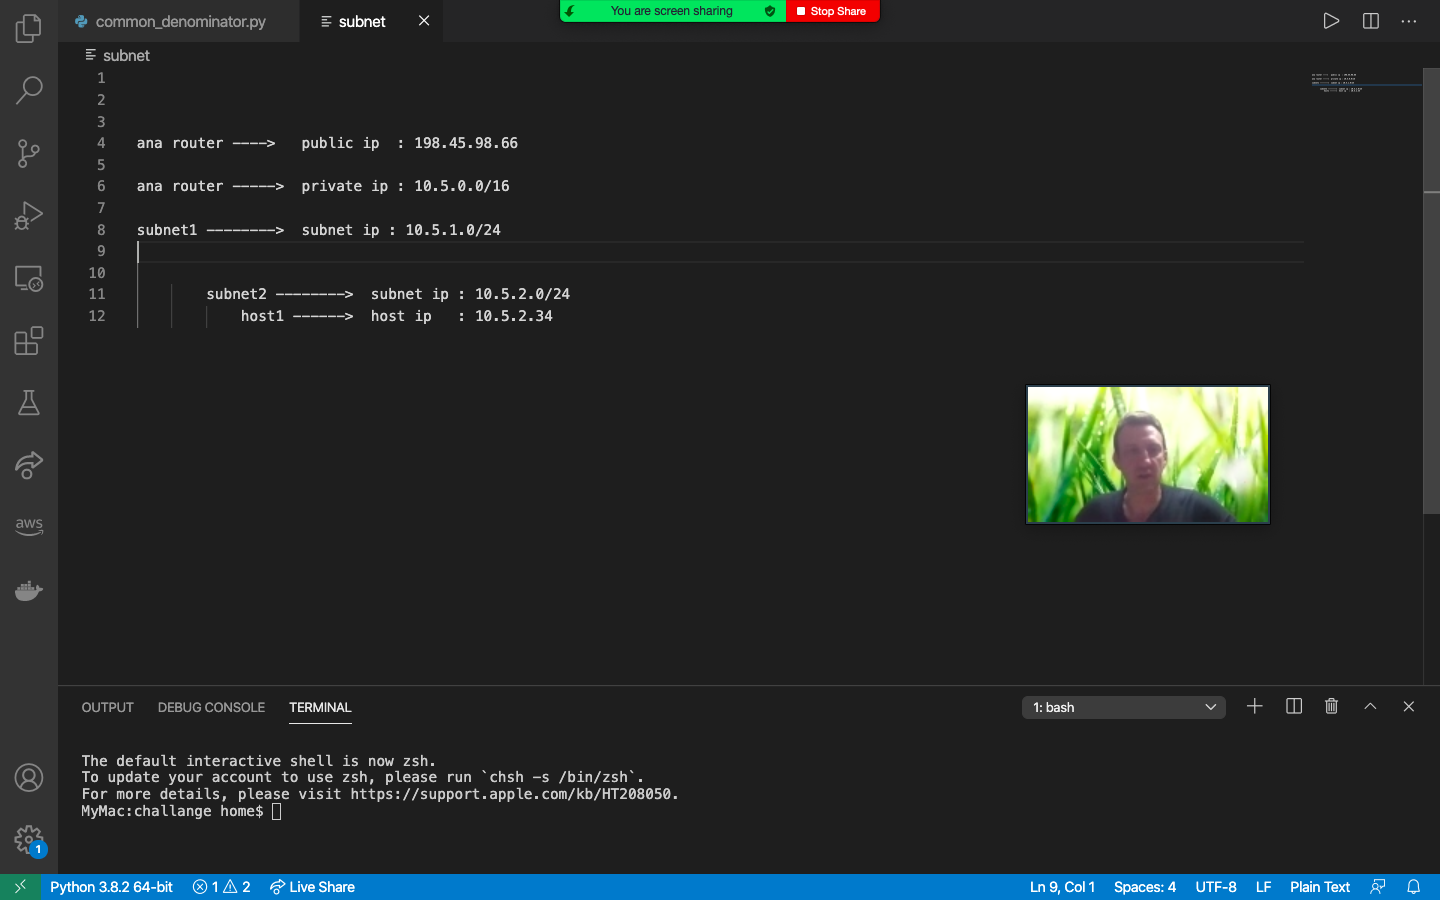 common_denominator.py
subnet
You are screen sharing
Stop Share
subnet
1
2
3
4 ana router ----> public ip : 198.45.98.66
5
6 ana router -----> private ip : 10.5.0.0/16
7
8 subnet1 --------> subnet ip : 10.5.1.0/24
9
10
11 subnet2 --------> subnet ip : 10.5.2.0/24
12 host1 ------> host ip : 10.5.2.34
aws
OUTPUT DEBUG CONSOLE TERMINAL 1: bash
The default interactive shell is now zsh.
To update your account to use zsh, please run `chsh -s /bin/zsh`.
For more details, please visit https://support.apple.com/kb/HT208050.
MyMac:challange home$
1
Python 3.8.2 64-bit 1 2 Live Share Ln 9, Col 1 Spaces: 4 UTF-8 LF Plain Text